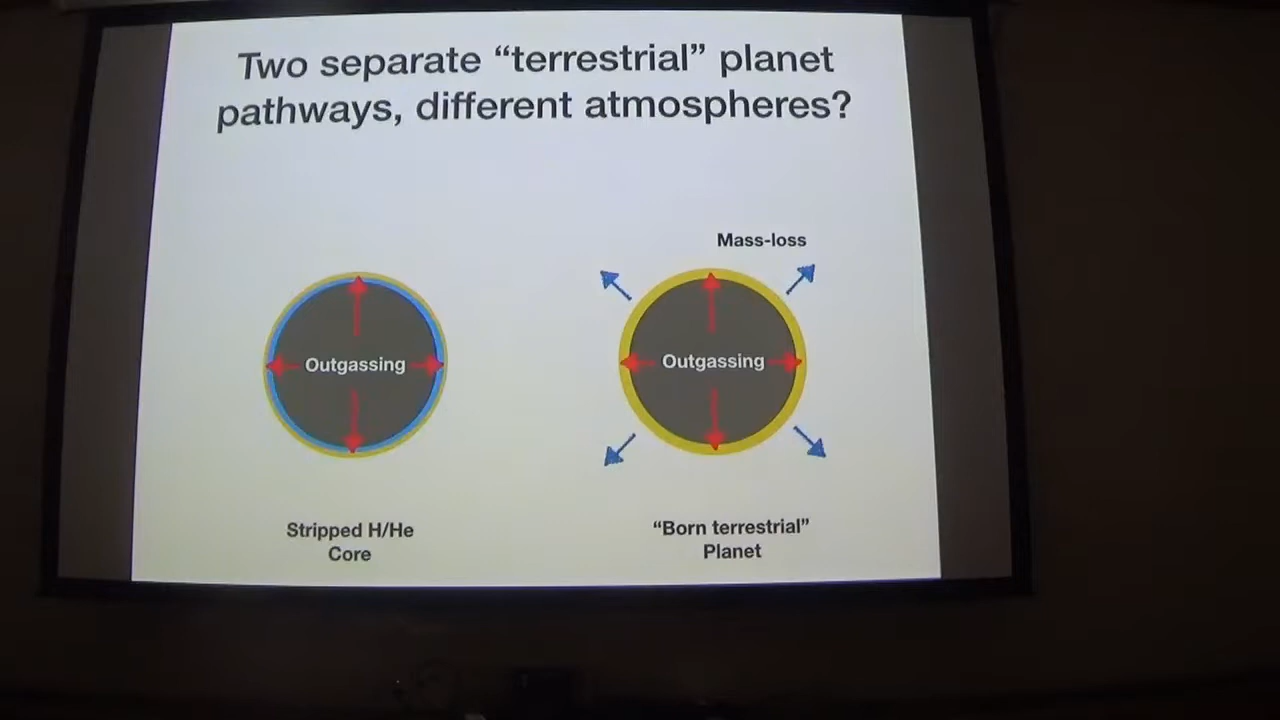 Two separate “terrestrial” planet
pathways, different atmospheres?
Mass-loss
Outgassing
Outgassing
Stripped H/He
Core
“Born terrestrial”
Planet